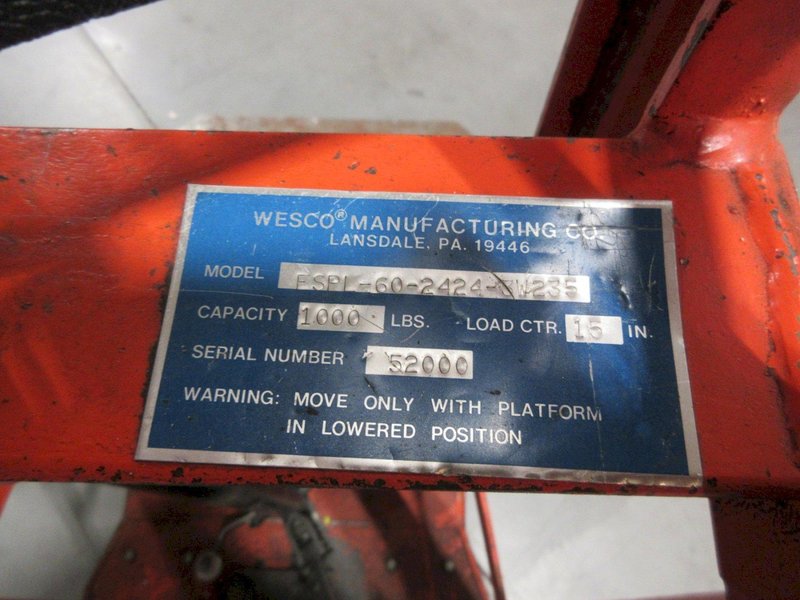 WESCO® MANUFACTURING CO.
LANSDALE, PA. 19446
MODEL
CAPACITY 1000 LBS. LOAD CTR. 15 IN.
SERIAL NUMBER 52000
WARNING: MOVE ONLY WITH PLATFORM
IN LOWERED POSITION